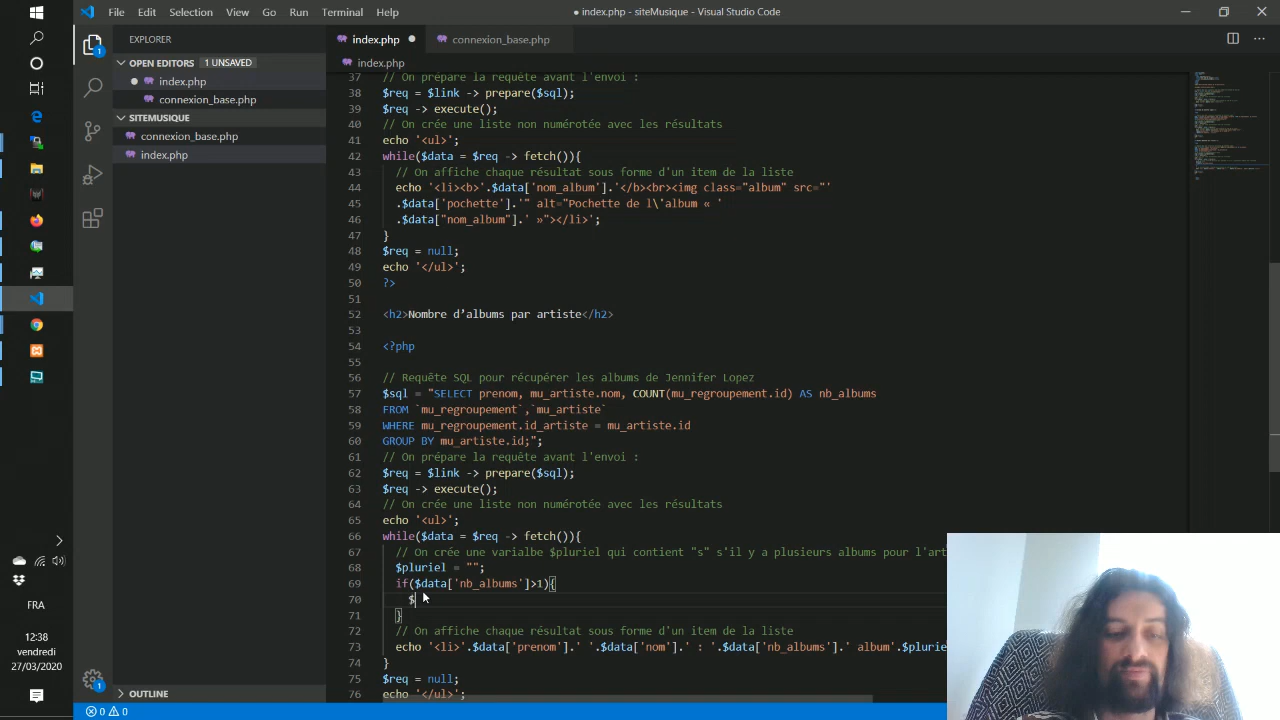 File Edit Selection View Go Run Terminal Help
● index.php - siteMusique - Visual Studio Code
EXPLORER
index.php
connexion_base.php
OPEN EDITORS 1 UNSAVED
index.php
index.php
connexion_base.php
SITEMUSIQUE
connexion_base.php
index.php
37 // On prépare la requête avant l'envoi :
38 $req = $link -> prepare($sql);
39 $req -> execute();
40 // On crée une liste non numérotée avec les résultats
41 echo '<ul>';
42 while($data = $req -> fetch()){
43 // On affiche chaque résultat sous forme d'un item de la liste
44 echo '<li><b>'.$data['nom_album'].'</b><br><img class="album" src="'
45 .$data['pochette'].'" alt="Pochette de l\'album « '
46 .$data["nom_album"].' »"></li>';
47 }
48 $req = null;
49 echo '</ul>';
50 ?>
51
52 <h2>Nombre d’albums par artiste</h2>
53
54 <?php
55
56 // Requête SQL pour récupérer les albums de Jennifer Lopez
57 $sql = "SELECT prenom, mu_artiste.nom, COUNT(mu_regroupement.id) AS nb_albums
58 FROM `mu_regroupement`,`mu_artiste`
59 WHERE mu_regroupement.id_artiste = mu_artiste.id
60 GROUP BY mu_artiste.id;";
61 // On prépare la requête avant l'envoi :
62 $req = $link -> prepare($sql);
63 $req -> execute();
64 // On crée une liste non numérotée avec les résultats
65 echo '<ul>';
66 while($data = $req -> fetch()){
67 // On crée une varialbe $pluriel qui contient "s" s'il y a plusieurs albums pour l'art
68 $pluriel = "";
69 if($data['nb_albums']>1){
70 $
71 }
72 // On affiche chaque résultat sous forme d'un item de la liste
73 echo '<li>'.$data['prenom'].' '.$data['nom'].' : '.$data['nb_albums'].' album'.$plurie
74 }
75 $req = null;
76 echo '</ul>';
FRA
12:38
vendredi
27/03/2020
1
1
OUTLINE
0 0